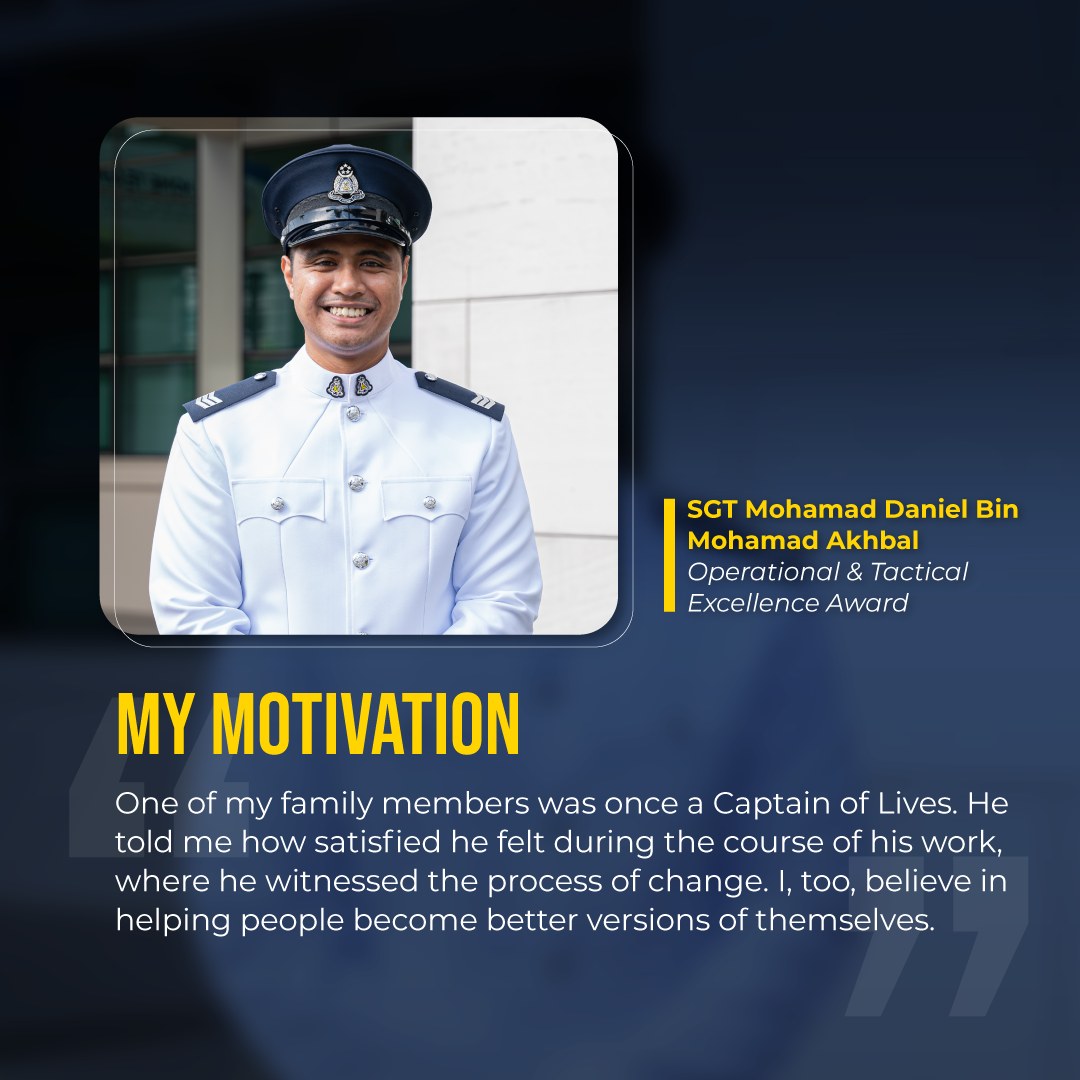 SGT Mohamad Daniel Bin
Mohamad Akhbal
Operational & Tactical
Excellence Award
MY MOTIVATION
One of my family members was once a Captain of Lives. He
told me how satisfied he felt during the course of his work,
where he witnessed the process of change. I, too, believe in
helping people become better versions of themselves.